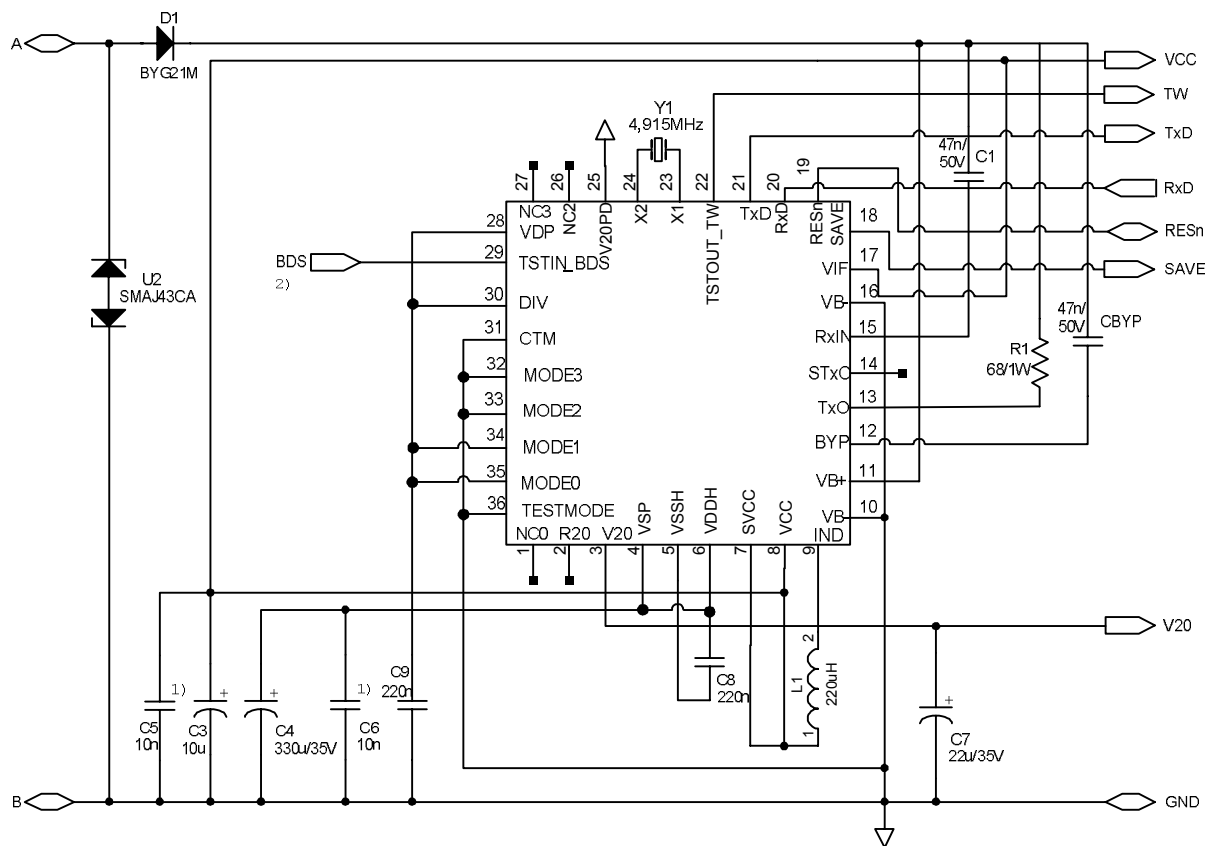 D1
A
BYG21M
VCC
TW
Y1
4,915MHz
TxD
47n/
50V
C1
RxD
RESn
SAVE
27
26
25
24
23
22
21
20
19
NC3
NC2
V20PD
X2
X1
TSTOUT_TW
TxD
RxD
RESn
SAVE
18
28
VDP
BDS
2)
29
TSTIN_BDS
VIF
17
30
DIV
VB-
16
31
CTM
RxIN
15
U2
SMAJ43CA
47n/
50V
CBYP
R1
68/1W
32
MODE3
STxO
14
33
MODE2
TxO
13
34
MODE1
BYP
12
35
MODE0
VB+
11
36
TESTMODE
VB-
10
NC0
R20
V20
VSP
VSSH
VDDH
SVCC
VCC
IND
1
2
3
4
5
6
7
8
9
V20
2
L1
220uH
1
C8
220n
C9
220n
1)
+
+
1)
C5
10n
C3
10u
C4
330u/35V
C6
10n
+
C7
22u/35V
B
GND